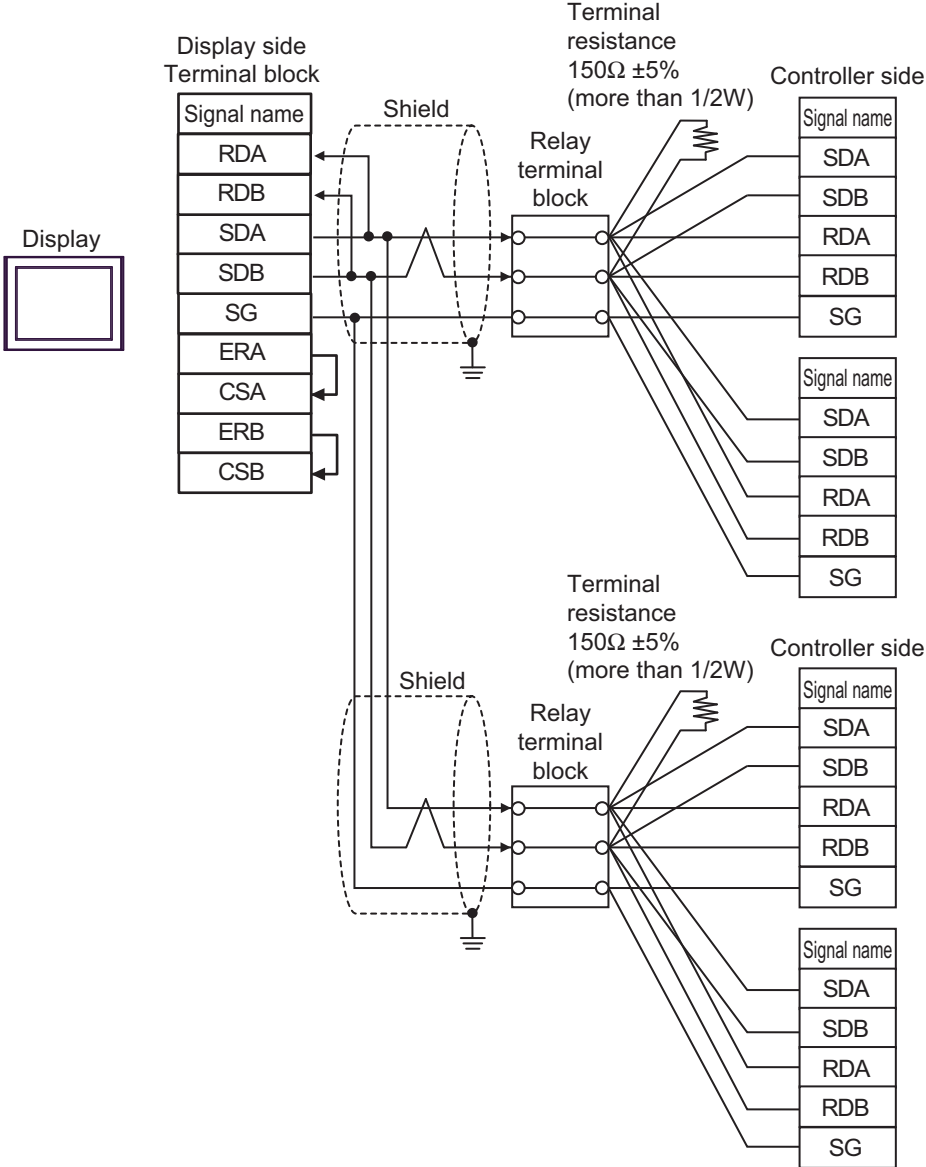 Display
Display side
Terminal block
Signal name
RDA
RDB
SDA
SDB
SG
ERA
CSA
ERB
CSB
Shield
Relay
terminal
block
Terminal
resistance
150Ω ±5%
(more than 1/2W)
Controller side
Signal name
SDA
SDB
RDA
RDB
SG
Signal name
SDA
SDB
RDA
RDB
SG
Shield
Relay
terminal
block
Terminal
resistance
150Ω ±5%
(more than 1/2W)
Controller side
Signal name
SDA
SDB
RDA
RDB
SG
Signal name
SDA
SDB
RDA
RDB
SG